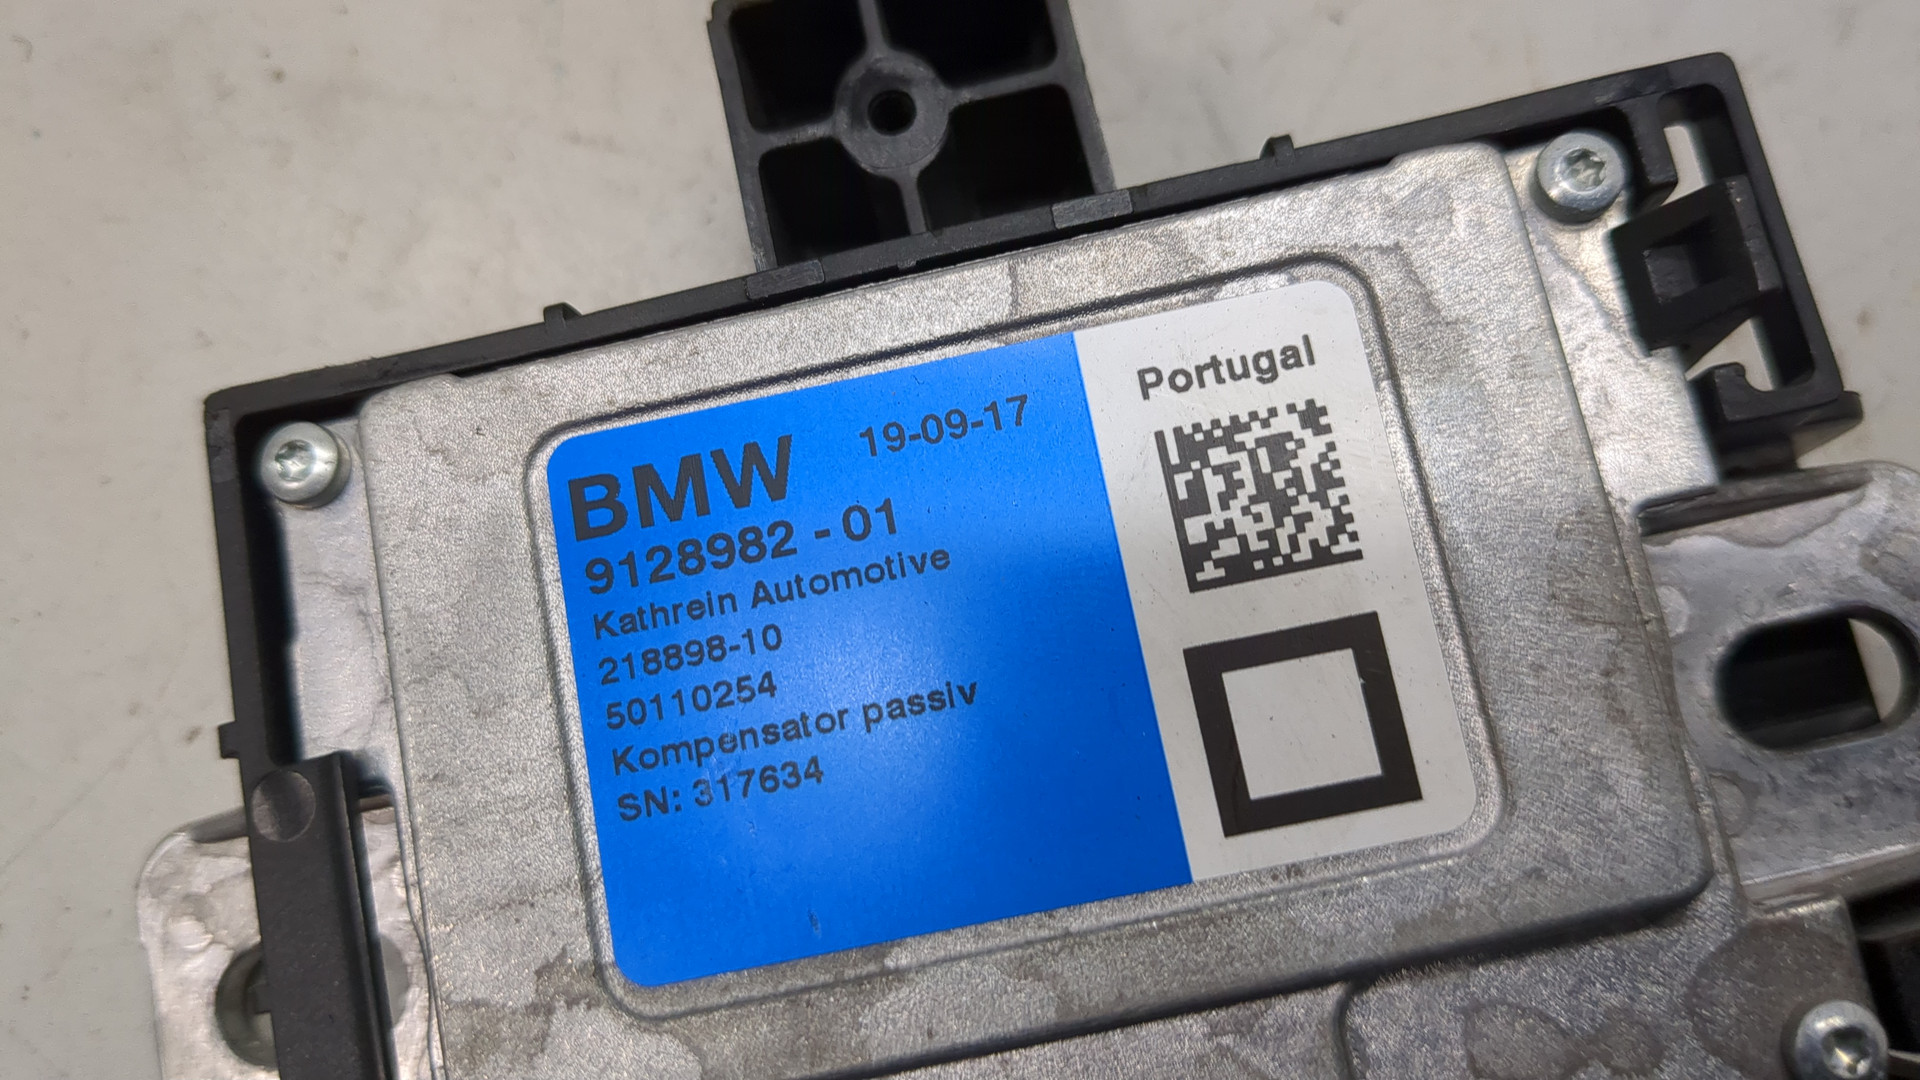 BMW 19-09-17
9128982 - 01
Kathrein Automotive
218898-10
50110254
Kompensator passiv
SN: 317634
Portugal